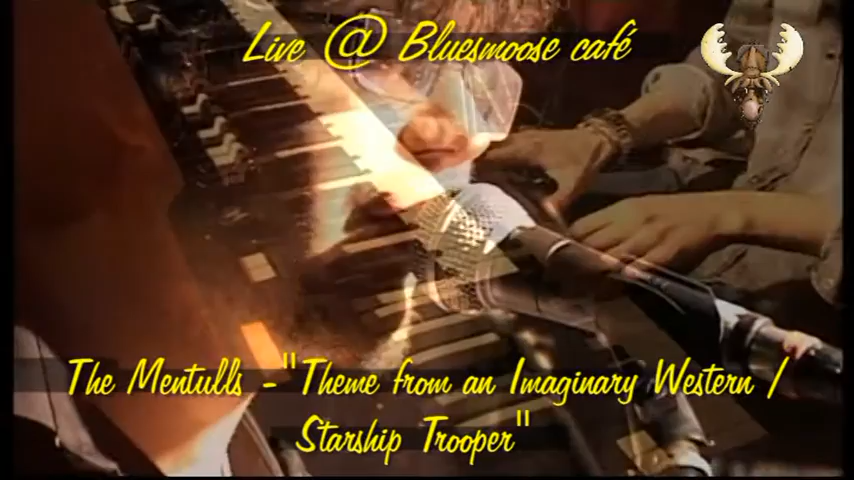 Live @ Bluesmoose café
The Mentulls -"Theme from an Imaginary Western /
Starship Trooper"